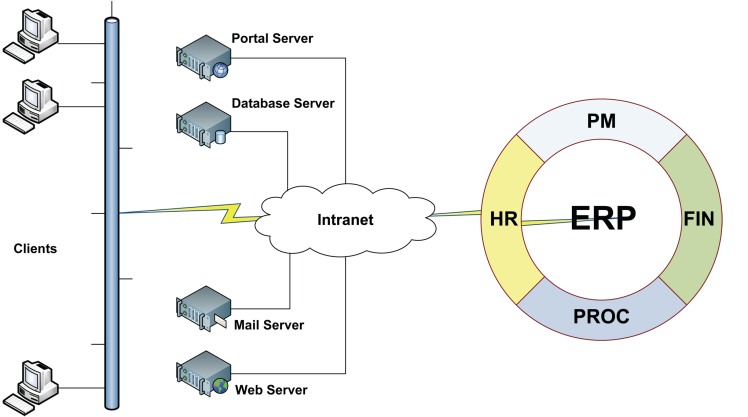 Portal Server
Database Server
PM
HR
ERP
FIN
Intranet
Clients
PROC
Mail Server
Web Server